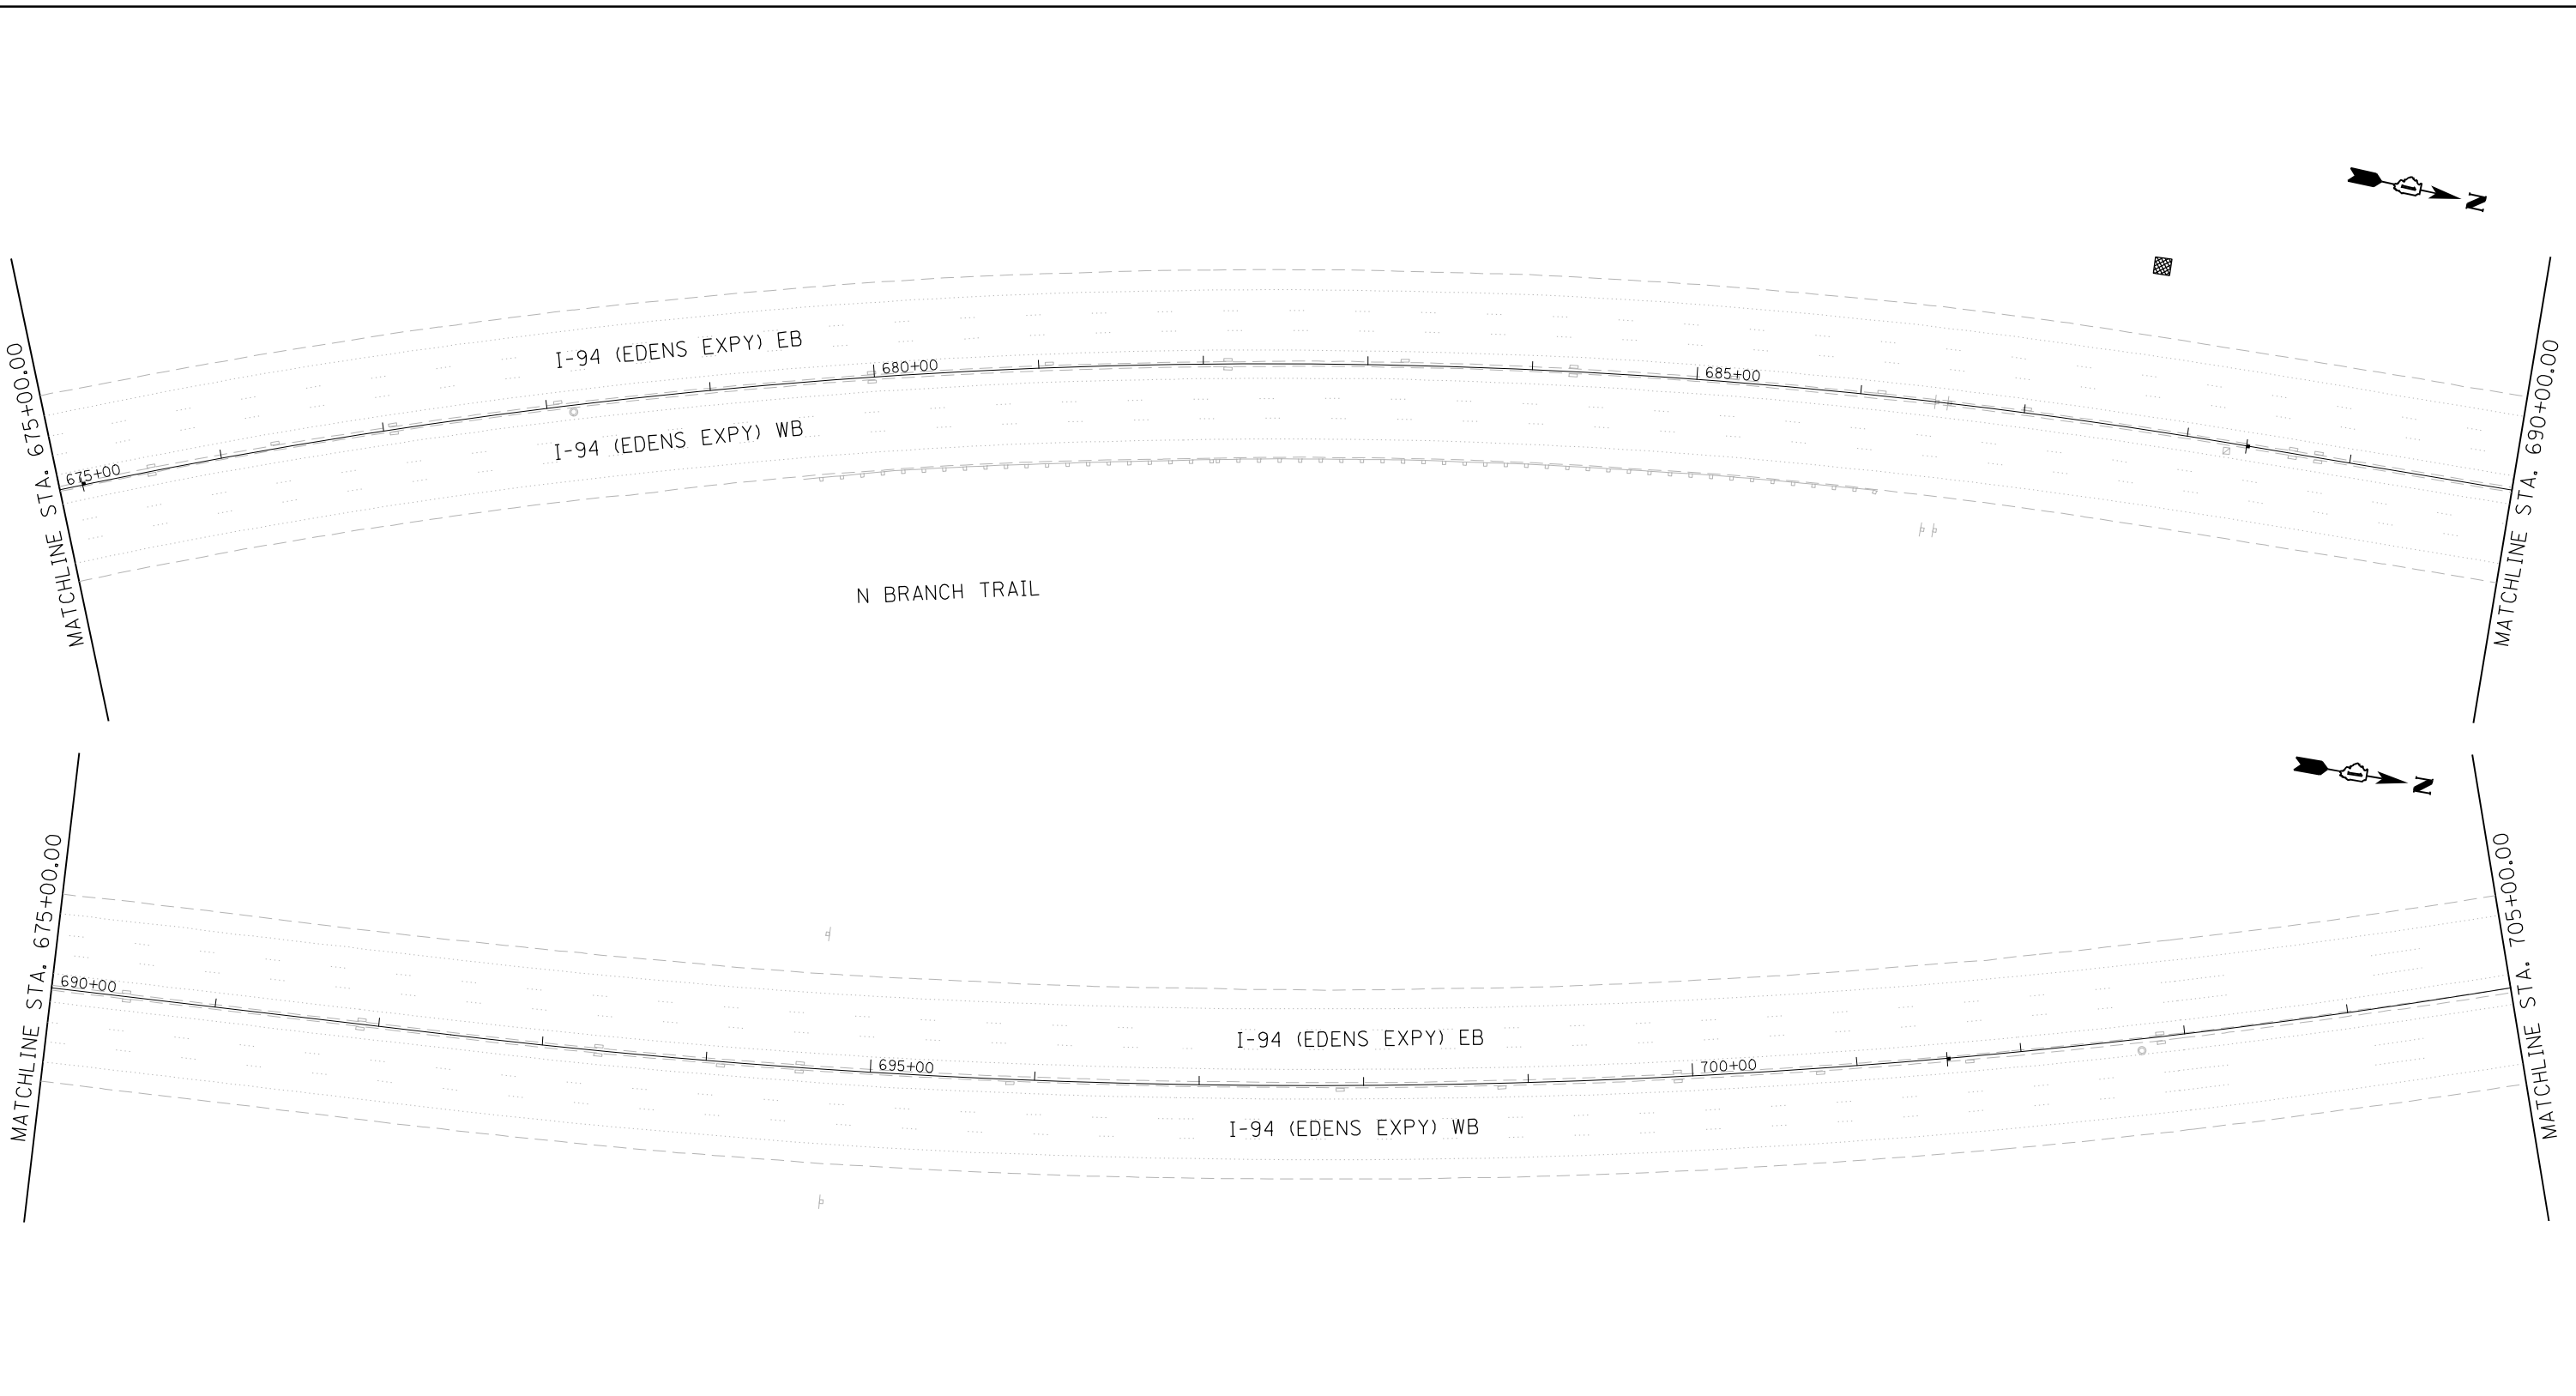 N
MATCHLINE STA. 675+00.00
I-94 (EDENS EXPY) EB
680+00
685+00
MATCHLINE STA. 690+00.00
I-94 (EDENS EXPY) WB
675+00
N BRANCH TRAIL
N
MATCHLINE STA. 675+00.00
690+00
I-94 (EDENS EXPY) EB
695+00
700+00
I-94 (EDENS EXPY) WB
MATCHLINE STA. 705+00.00